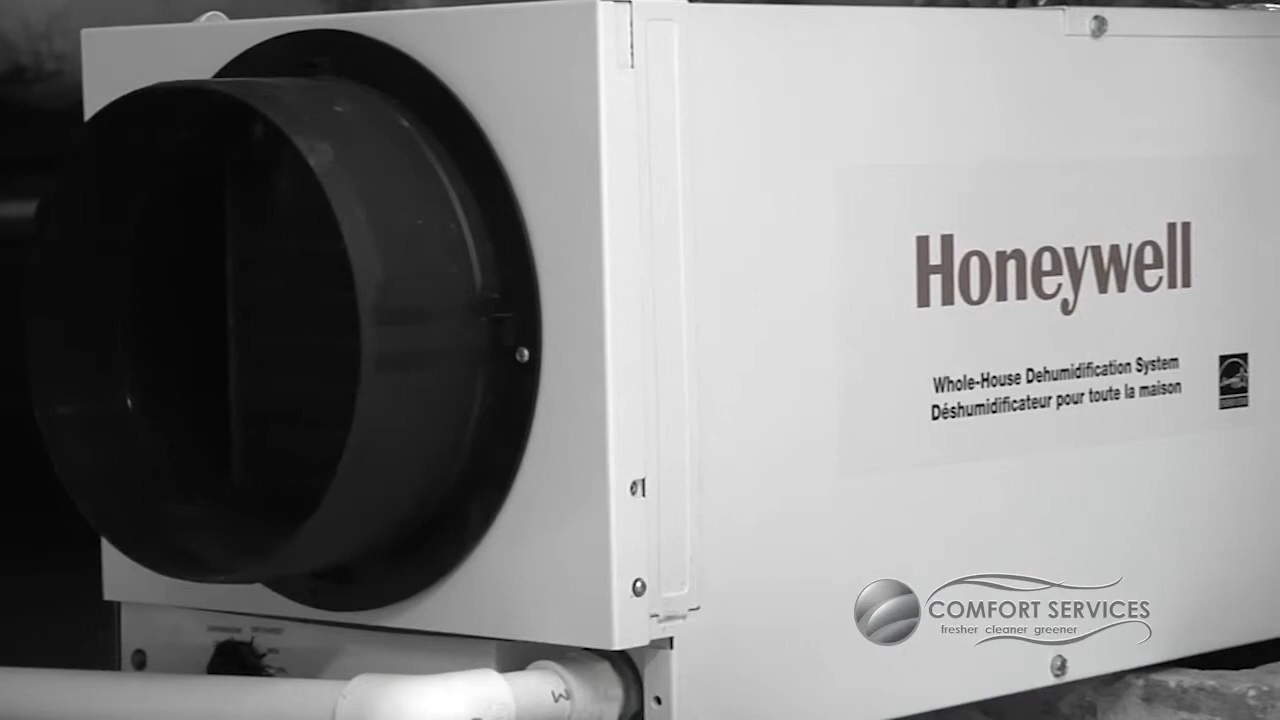 Honeywell
Whole-House Dehumidification System
Déshumidificateur pour toute la maison
COMFORT SERVICES
fresher cleaner greener